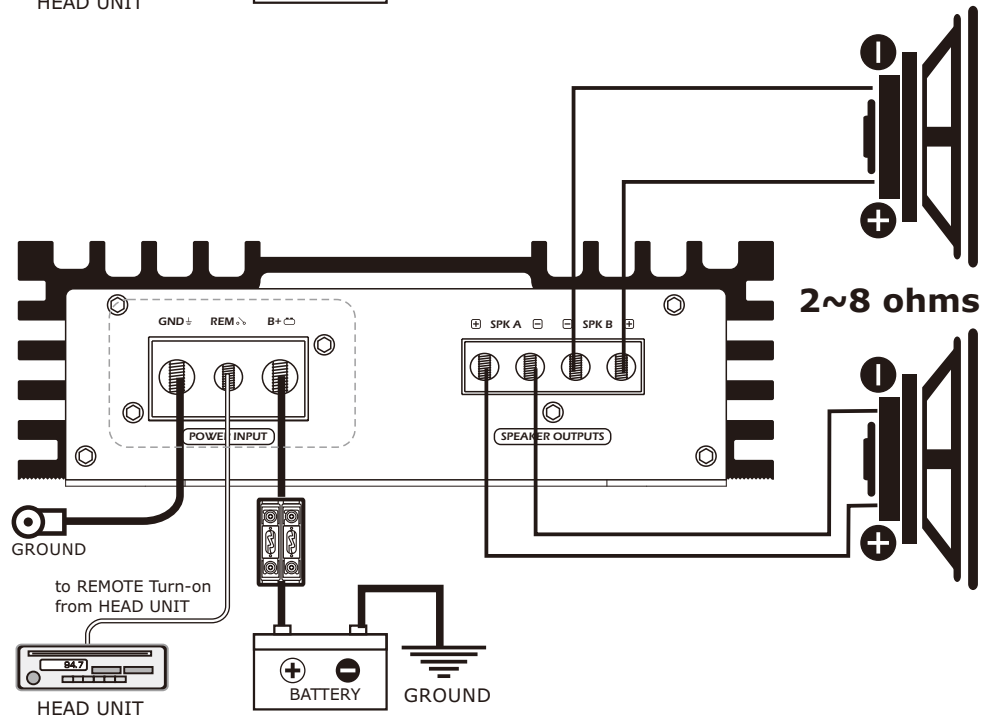 HEAD UNIT
2~8 ohms
GND REM B+
+ SPK A − − SPK B +
POWER INPUT
SPEAKER OUTPUTS
GROUND
to REMOTE Turn-on
from HEAD UNIT
94.7
HEAD UNIT
BATTERY
GROUND